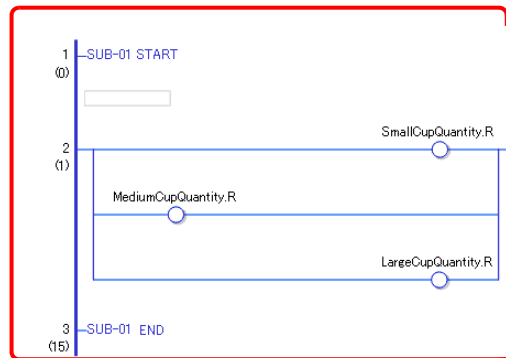 1 SUB-01 START
(0)
SmallCupQuantity.R
2
(1)
MediumCupQuantity.R
LargeCupQuantity.R
3 SUB-01 END
(15)